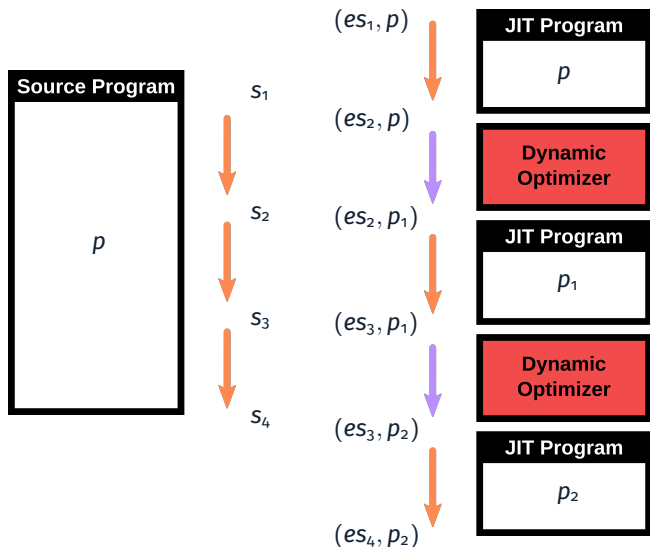 Source Program
p
s₁
s₂
s₃
s₄
(es₁, p)
(es₂, p)
(es₂, p₁)
(es₃, p₁)
(es₃, p₂)
(es₄, p₂)
JIT Program
p
Dynamic
Optimizer
JIT Program
p₁
Dynamic
Optimizer
JIT Program
p₂